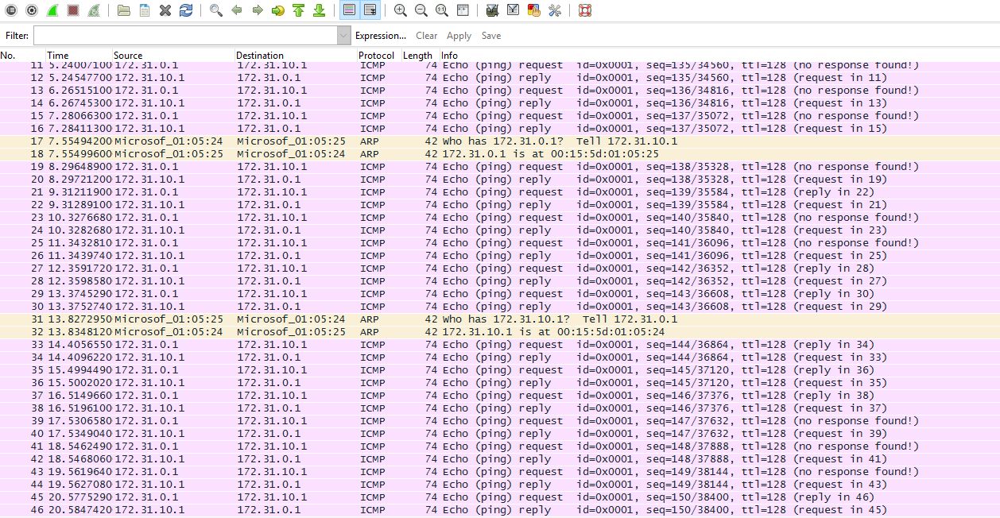 Filter: Expression... Clear Apply Save
No. Time Source Destination Protocol Length Info
11 5.24007100 172.31.0.1 172.31.10.1 ICMP 74 Echo (ping) request id=0x0001, seq=135/34560, ttl=128 (no response found!)
12 5.24547700 172.31.10.1 172.31.0.1 ICMP 74 Echo (ping) reply id=0x0001, seq=135/34560, ttl=128 (request in 11)
13 6.26515100 172.31.0.1 172.31.10.1 ICMP 74 Echo (ping) request id=0x0001, seq=136/34816, ttl=128 (no response found!)
14 6.26745300 172.31.10.1 172.31.0.1 ICMP 74 Echo (ping) reply id=0x0001, seq=136/34816, ttl=128 (request in 13)
15 7.28066300 172.31.0.1 172.31.10.1 ICMP 74 Echo (ping) request id=0x0001, seq=137/35072, ttl=128 (no response found!)
16 7.28411300 172.31.10.1 172.31.0.1 ICMP 74 Echo (ping) reply id=0x0001, seq=137/35072, ttl=128 (request in 15)
17 7.55494200 Microsof_01:05:24 Microsof_01:05:25 ARP 42 Who has 172.31.0.1? Tell 172.31.10.1
18 7.55499600 Microsof_01:05:25 Microsof_01:05:24 ARP 42 172.31.0.1 is at 00:15:5d:01:05:25
19 8.29648900 172.31.0.1 172.31.10.1 ICMP 74 Echo (ping) request id=0x0001, seq=138/35328, ttl=128 (no response found!)
20 8.29721200 172.31.10.1 172.31.0.1 ICMP 74 Echo (ping) reply id=0x0001, seq=138/35328, ttl=128 (request in 19)
21 9.31211900 172.31.0.1 172.31.10.1 ICMP 74 Echo (ping) request id=0x0001, seq=139/35584, ttl=128 (reply in 22)
22 9.31289100 172.31.10.1 172.31.0.1 ICMP 74 Echo (ping) reply id=0x0001, seq=139/35584, ttl=128 (request in 21)
23 10.3276680 172.31.0.1 172.31.10.1 ICMP 74 Echo (ping) request id=0x0001, seq=140/35840, ttl=128 (no response found!)
24 10.3282680 172.31.10.1 172.31.0.1 ICMP 74 Echo (ping) reply id=0x0001, seq=140/35840, ttl=128 (request in 23)
25 11.3432810 172.31.0.1 172.31.10.1 ICMP 74 Echo (ping) request id=0x0001, seq=141/36096, ttl=128 (no response found!)
26 11.3439740 172.31.10.1 172.31.0.1 ICMP 74 Echo (ping) reply id=0x0001, seq=141/36096, ttl=128 (request in 25)
27 12.3591720 172.31.0.1 172.31.10.1 ICMP 74 Echo (ping) request id=0x0001, seq=142/36352, ttl=128 (reply in 28)
28 12.3598580 172.31.10.1 172.31.0.1 ICMP 74 Echo (ping) reply id=0x0001, seq=142/36352, ttl=128 (request in 27)
29 13.3745290 172.31.0.1 172.31.10.1 ICMP 74 Echo (ping) request id=0x0001, seq=143/36608, ttl=128 (reply in 30)
30 13.3752740 172.31.10.1 172.31.0.1 ICMP 74 Echo (ping) reply id=0x0001, seq=143/36608, ttl=128 (request in 29)
31 13.8272950 Microsof_01:05:25 Microsof_01:05:24 ARP 42 Who has 172.31.10.1? Tell 172.31.0.1
32 13.8348120 Microsof_01:05:24 Microsof_01:05:25 ARP 42 172.31.10.1 is at 00:15:5d:01:05:24
33 14.4056550 172.31.0.1 172.31.10.1 ICMP 74 Echo (ping) request id=0x0001, seq=144/36864, ttl=128 (reply in 34)
34 14.4096220 172.31.10.1 172.31.0.1 ICMP 74 Echo (ping) reply id=0x0001, seq=144/36864, ttl=128 (request in 33)
35 15.4994490 172.31.0.1 172.31.10.1 ICMP 74 Echo (ping) request id=0x0001, seq=145/37120, ttl=128 (reply in 36)
36 15.5002020 172.31.10.1 172.31.0.1 ICMP 74 Echo (ping) reply id=0x0001, seq=145/37120, ttl=128 (request in 35)
37 16.5149660 172.31.0.1 172.31.10.1 ICMP 74 Echo (ping) request id=0x0001, seq=146/37376, ttl=128 (reply in 38)
38 16.5196100 172.31.10.1 172.31.0.1 ICMP 74 Echo (ping) reply id=0x0001, seq=146/37376, ttl=128 (request in 37)
39 17.5306580 172.31.0.1 172.31.10.1 ICMP 74 Echo (ping) request id=0x0001, seq=147/37632, ttl=128 (no response found!)
40 17.5349040 172.31.10.1 172.31.0.1 ICMP 74 Echo (ping) reply id=0x0001, seq=147/37632, ttl=128 (request in 39)
41 18.5462490 172.31.0.1 172.31.10.1 ICMP 74 Echo (ping) request id=0x0001, seq=148/37888, ttl=128 (no response found!)
42 18.5468060 172.31.10.1 172.31.0.1 ICMP 74 Echo (ping) reply id=0x0001, seq=148/37888, ttl=128 (request in 41)
43 19.5619640 172.31.0.1 172.31.10.1 ICMP 74 Echo (ping) request id=0x0001, seq=149/38144, ttl=128 (no response found!)
44 19.5627080 172.31.10.1 172.31.0.1 ICMP 74 Echo (ping) reply id=0x0001, seq=149/38144, ttl=128 (request in 43)
45 20.5775290 172.31.0.1 172.31.10.1 ICMP 74 Echo (ping) request id=0x0001, seq=150/38400, ttl=128 (reply in 46)
46 20.5847420 172.31.10.1 172.31.0.1 ICMP 74 Echo (ping) reply id=0x0001, seq=150/38400, ttl=128 (request in 45)